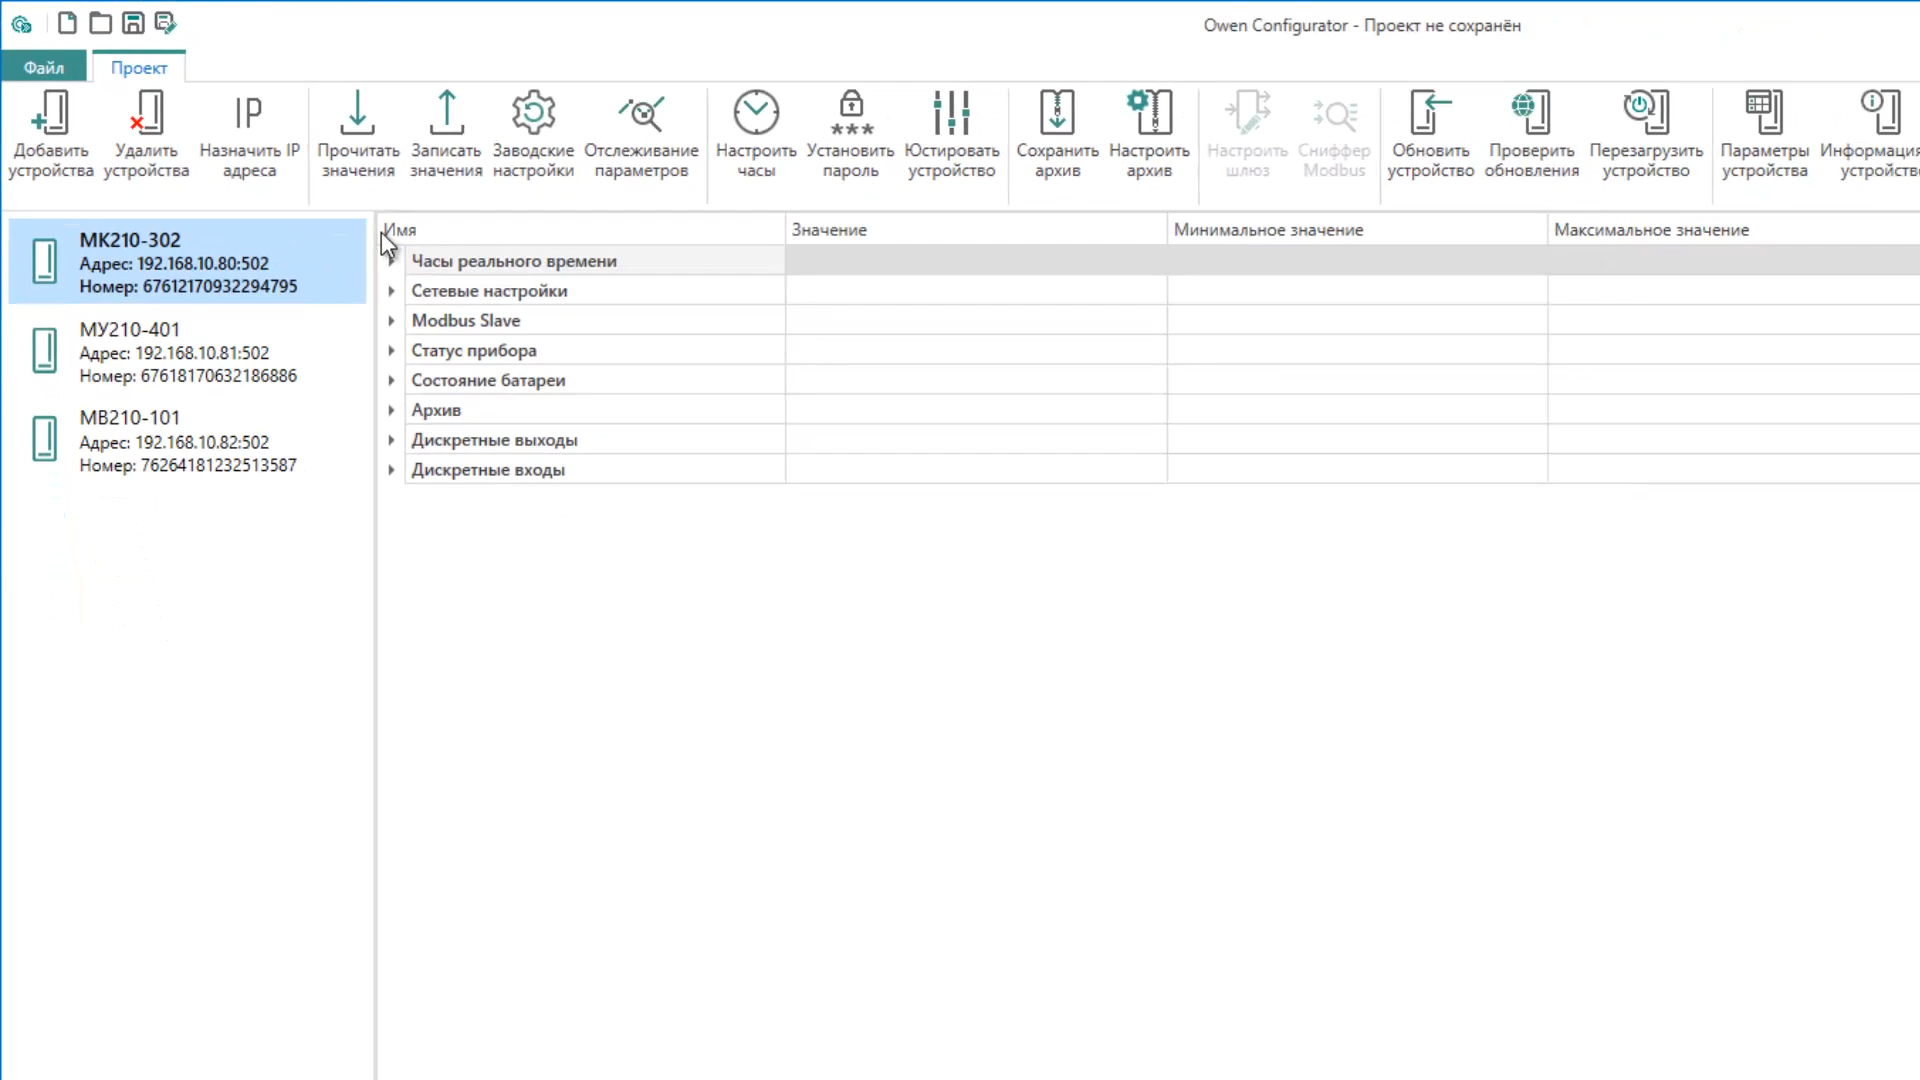 Owen Configurator - Проект не сохранён
Файл
Проект
Добавить
устройства
Удалить
устройства
Назначить IP
адреса
Прочитать
значения
Записать
значения
Заводские
настройки
Отслеживание
параметров
Настроить
часы
Установить
пароль
Юстировать
устройство
Сохранить
архив
Настроить
архив
Настроить
шлюз
Сниффер
Modbus
Обновить
устройство
Проверить
обновления
Перезагрузить
устройство
Параметры
устройства
Информация
устройств
МК210-302
Адрес: 192.168.10.80:502
Номер: 67612170932294795
МУ210-401
Адрес: 192.168.10.81:502
Номер: 67618170632186886
МВ210-101
Адрес: 192.168.10.82:502
Номер: 76264181232513587
Имя
Значение
Минимальное значение
Максимальное значение
Часы реального времени
Сетевые настройки
Modbus Slave
Статус прибора
Состояние батареи
Архив
Дискретные выходы
Дискретные входы